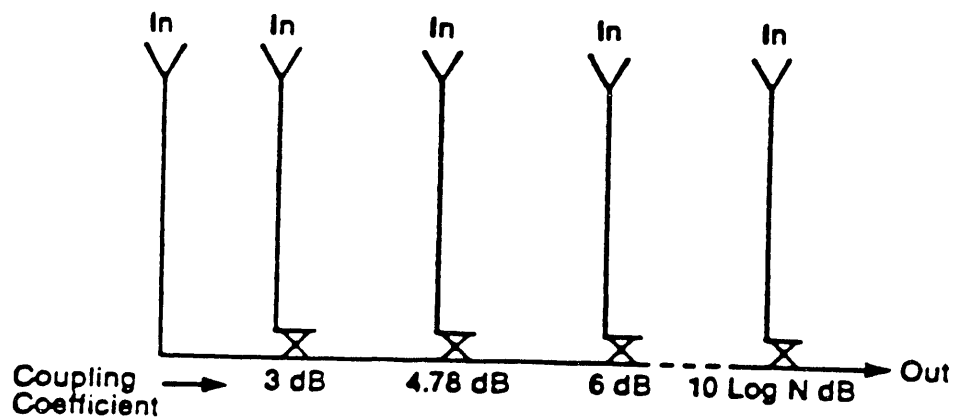 In In In In In
Coupling Coefficient
3 dB 4.78 dB 6 dB 10 Log N dB
Out